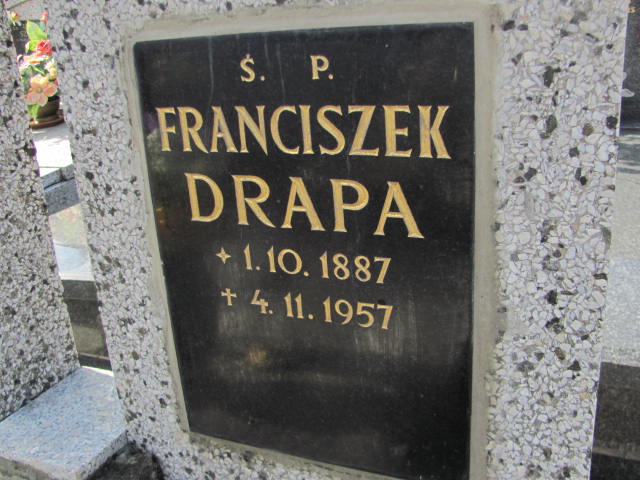 Ś. P.
FRANCISZEK
DRAPA
+ 1.10.1887
† 4.11.1957